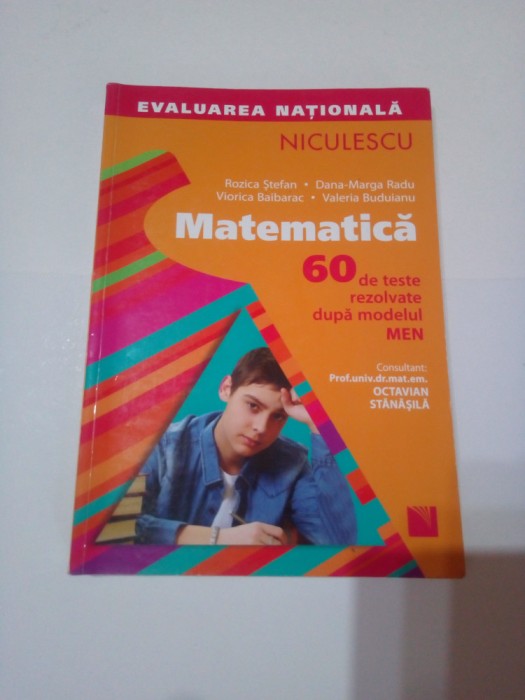 EVALUAREA NAȚIONALĂ
NICULESCU
Rozica Ștefan • Dana-Marga Radu
Viorica Baibarac • Valeria Buduianu
Matematică
60 de teste
rezolvate
după modelul
MEN
Consultant:
Prof.univ.dr.mat.em.
OCTAVIAN
STĂNĂȘILĂ